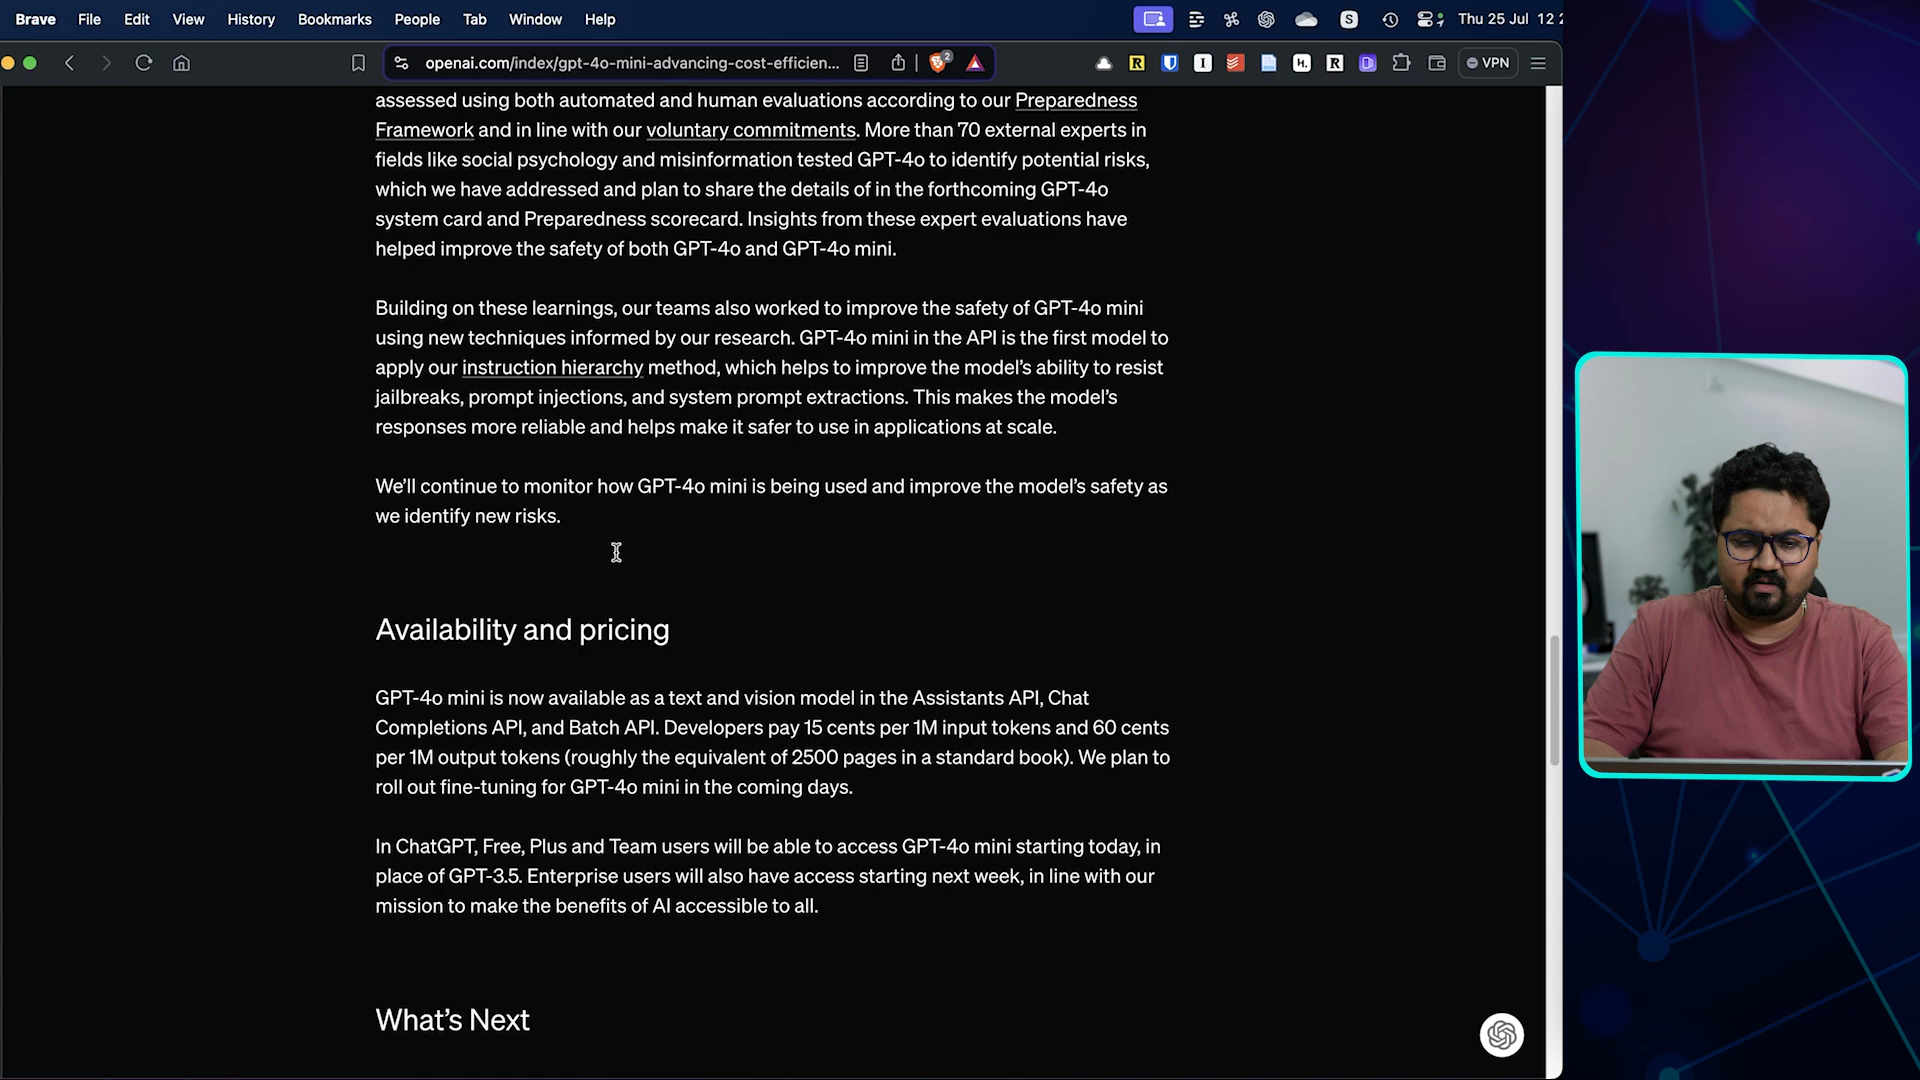 Brave File Edit View History Bookmarks People Tab Window Help S Thu 25 Jul 12
openai.com/index/gpt-4o-mini-advancing-cost-efficien... 2 R I H. R VPN
assessed using both automated and human evaluations according to our Preparedness
Framework and in line with our voluntary commitments. More than 70 external experts in
fields like social psychology and misinformation tested GPT-4o to identify potential risks,
which we have addressed and plan to share the details of in the forthcoming GPT-4o
system card and Preparedness scorecard. Insights from these expert evaluations have
helped improve the safety of both GPT-4o and GPT-4o mini.
Building on these learnings, our teams also worked to improve the safety of GPT-4o mini
using new techniques informed by our research. GPT-4o mini in the API is the first model to
apply our instruction hierarchy method, which helps to improve the model’s ability to resist
jailbreaks, prompt injections, and system prompt extractions. This makes the model’s
responses more reliable and helps make it safer to use in applications at scale.
We’ll continue to monitor how GPT-4o mini is being used and improve the model’s safety as
we identify new risks.
Availability and pricing
GPT-4o mini is now available as a text and vision model in the Assistants API, Chat
Completions API, and Batch API. Developers pay 15 cents per 1M input tokens and 60 cents
per 1M output tokens (roughly the equivalent of 2500 pages in a standard book). We plan to
roll out fine-tuning for GPT-4o mini in the coming days.
In ChatGPT, Free, Plus and Team users will be able to access GPT-4o mini starting today, in
place of GPT-3.5. Enterprise users will also have access starting next week, in line with our
mission to make the benefits of AI accessible to all.
What’s Next